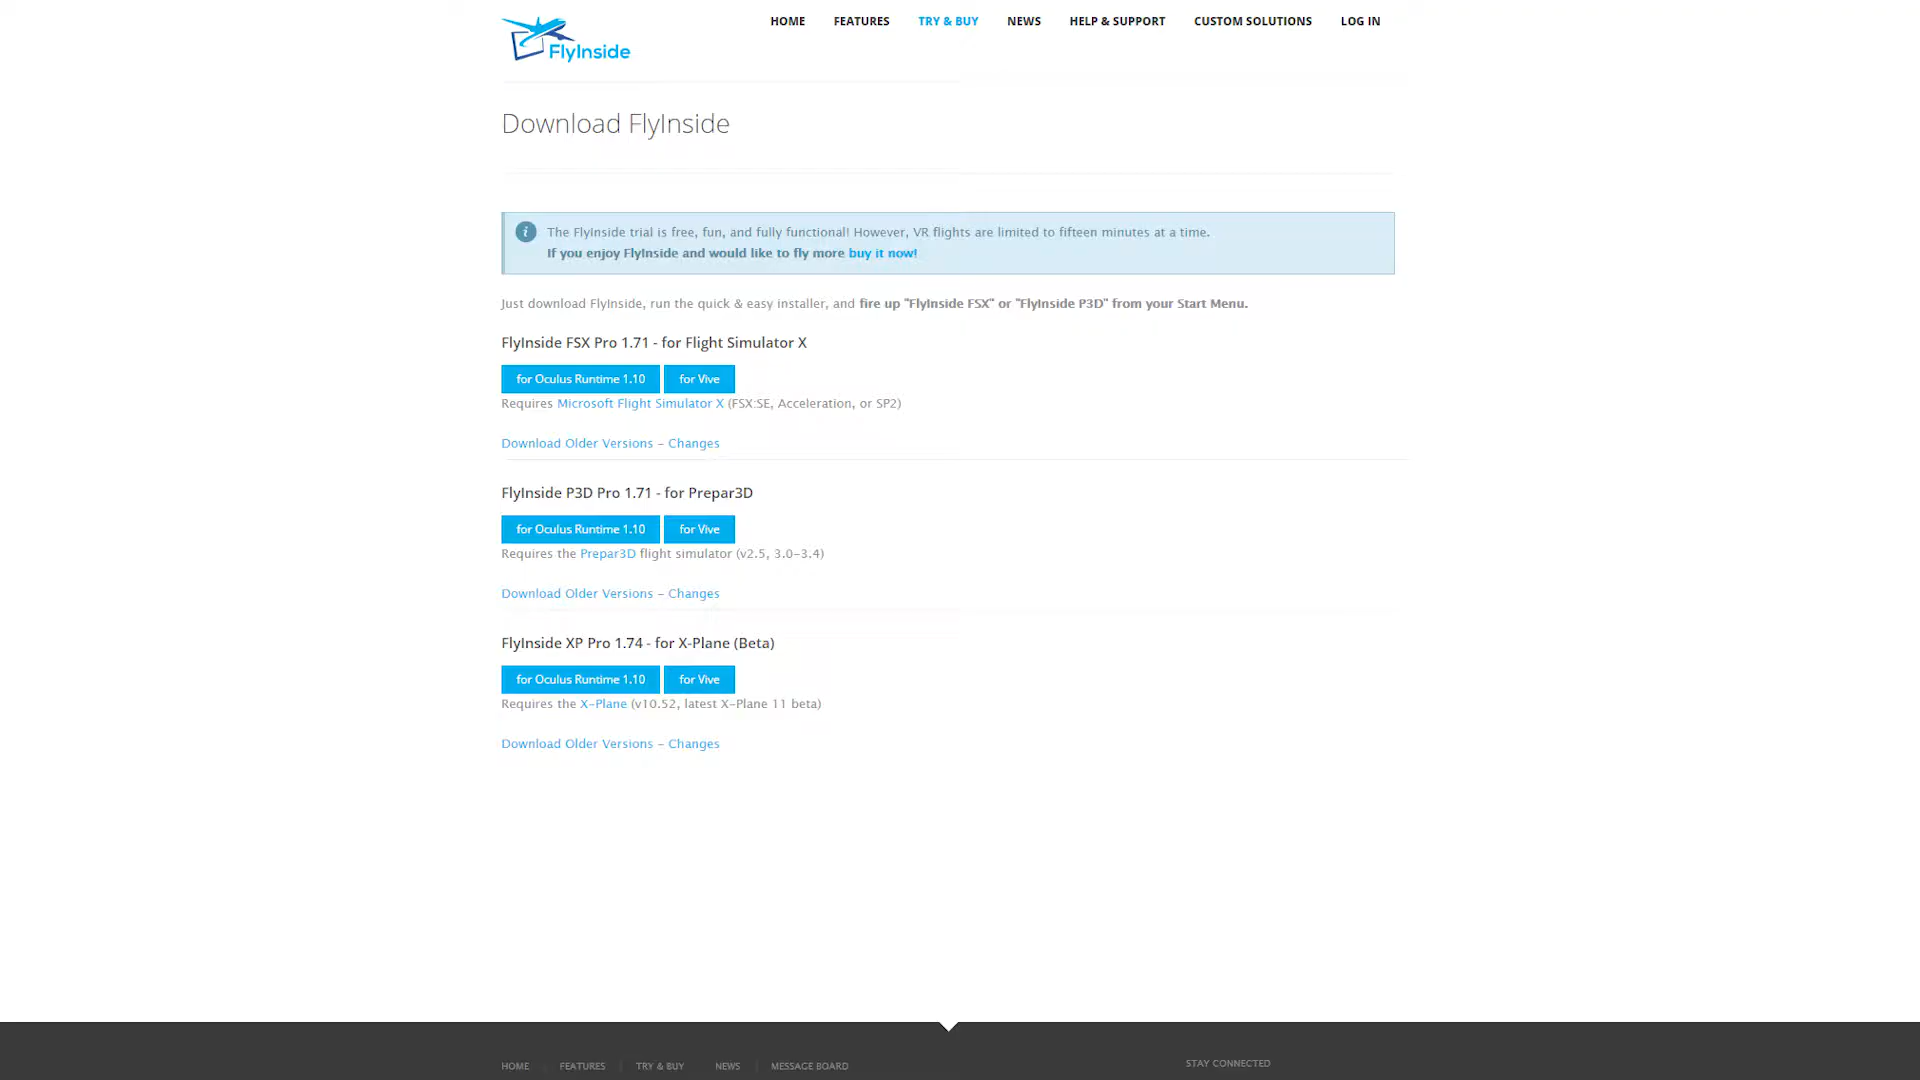 FlyInside
HOME FEATURES TRY & BUY NEWS HELP & SUPPORT CUSTOM SOLUTIONS LOG IN
Download FlyInside
The FlyInside trial is free, fun, and fully functional! However, VR flights are limited to fifteen minutes at a time.
If you enjoy FlyInside and would like to fly more buy it now!
Just download FlyInside, run the quick & easy installer, and fire up "FlyInside FSX" or "FlyInside P3D" from your Start Menu.
FlyInside FSX Pro 1.71 - for Flight Simulator X
for Oculus Runtime 1.10 for Vive
Requires Microsoft Flight Simulator X (FSX:SE, Acceleration, or SP2)
Download Older Versions - Changes
FlyInside P3D Pro 1.71 - for Prepar3D
for Oculus Runtime 1.10 for Vive
Requires the Prepar3D flight simulator (v2.5, 3.0-3.4)
Download Older Versions - Changes
FlyInside XP Pro 1.74 - for X-Plane (Beta)
for Oculus Runtime 1.10 for Vive
Requires the X-Plane (v10.52, latest X-Plane 11 beta)
Download Older Versions - Changes
HOME FEATURES TRY & BUY NEWS MESSAGE BOARD STAY CONNECTED